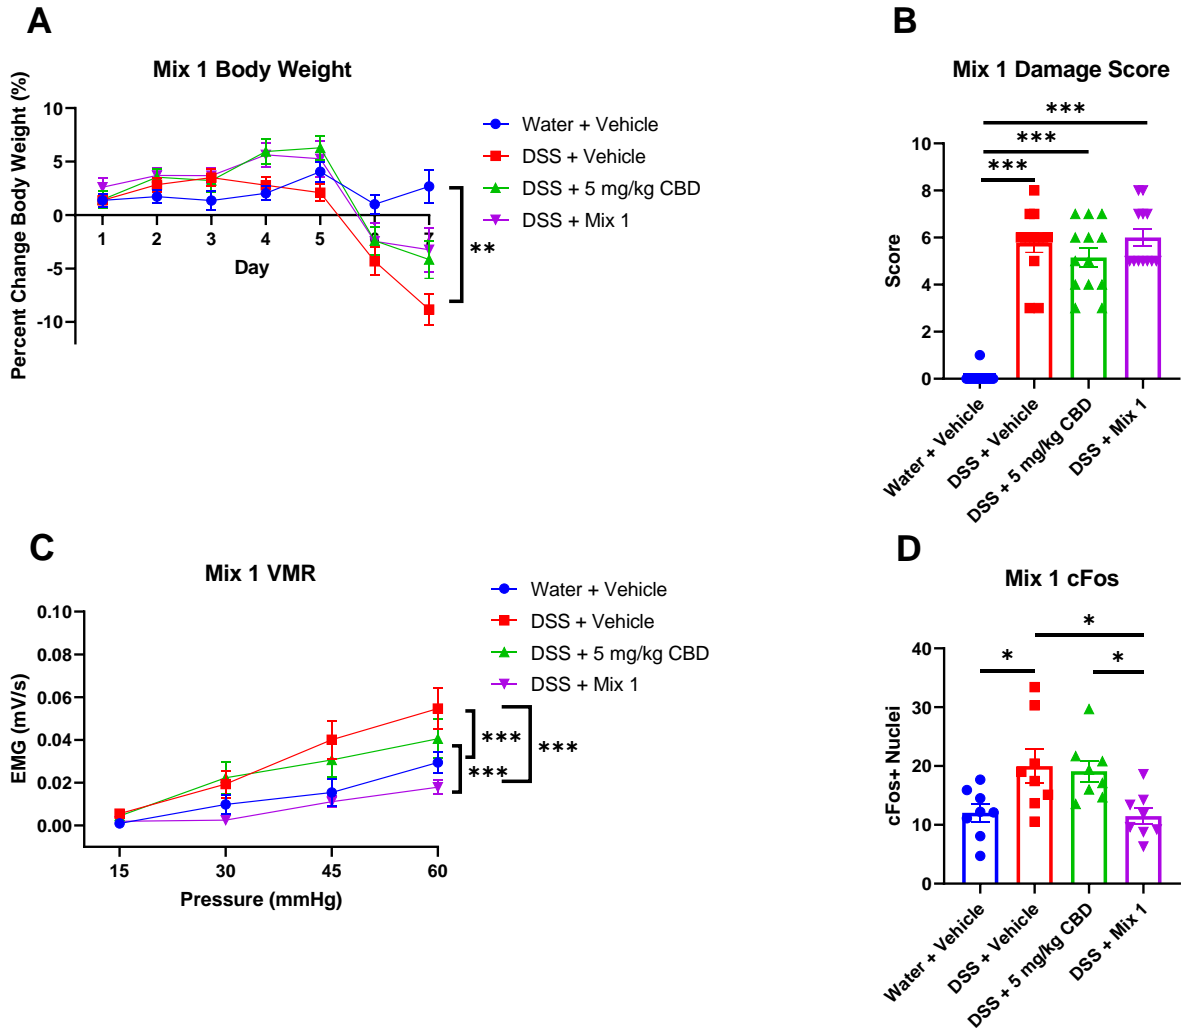 A
Mix 1 Body Weight
Percent Change Body Weight (%)
10
5
0
-5
-10
1
2
3
4
5
7
Day
Water + Vehicle
DSS + Vehicle
DSS + 5 mg/kg CBD
DSS + Mix 1
**
B
Mix 1 Damage Score
***
***
***
Score
10
8
6
4
2
0
Water + Vehicle
DSS + Vehicle
DSS + 5 mg/kg CBD
DSS + Mix 1
C
Mix 1 VMR
EMG (mV/s)
0.10
0.08
0.06
0.04
0.02
0.00
15
30
45
60
Pressure (mmHg)
Water + Vehicle
DSS + Vehicle
DSS + 5 mg/kg CBD
DSS + Mix 1
***
***
***
D
Mix 1 cFos
*
*
*
cFos+ Nuclei
40
30
20
10
0
Water + Vehicle
DSS + Vehicle
DSS + 5 mg/kg CBD
DSS + Mix 1